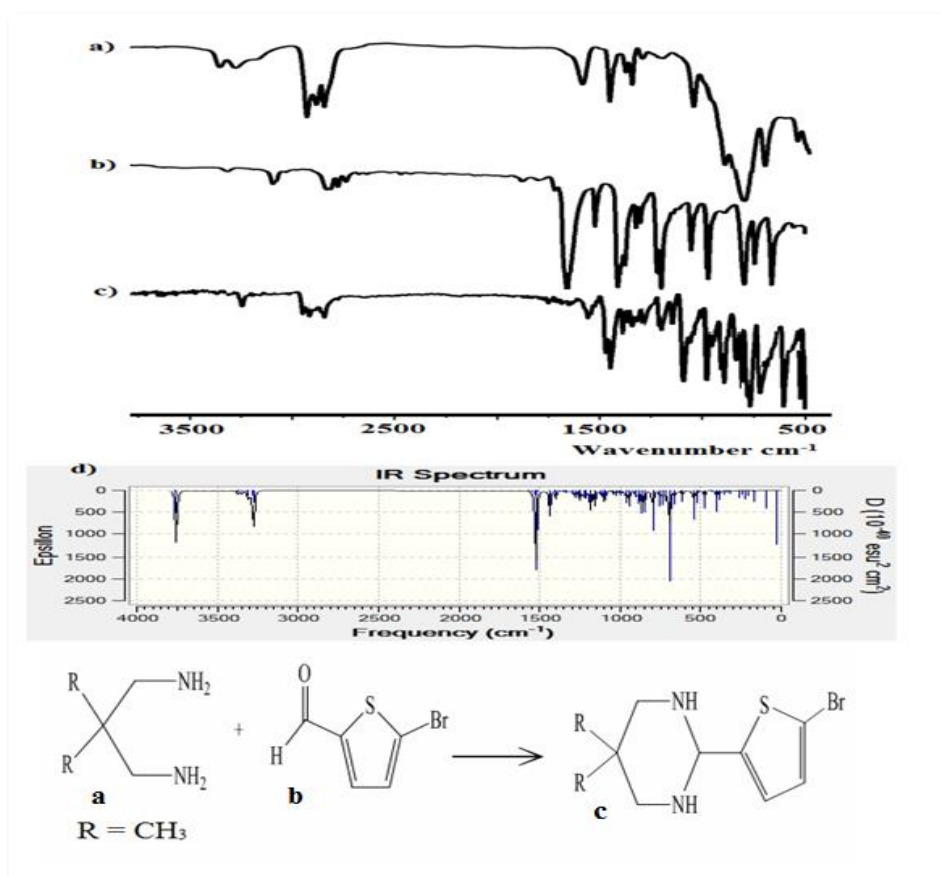 a)
b)
c)
3500 2500 1500 500
Wavenumber cm⁻¹
d)
IR Spectrum
0 0
500 500
1000 1000
1500 1500
2000 2000
2500 2500
Epsilon
D (10⁻⁴⁰ esu² cm²)
4000 3500 3000 2500 2000 1500 1000 500 0
Frequency (cm⁻¹)
R NH₂
R NH₂
a
R = CH₃
+
O
H S Br
b
R NH S Br
R NH
c